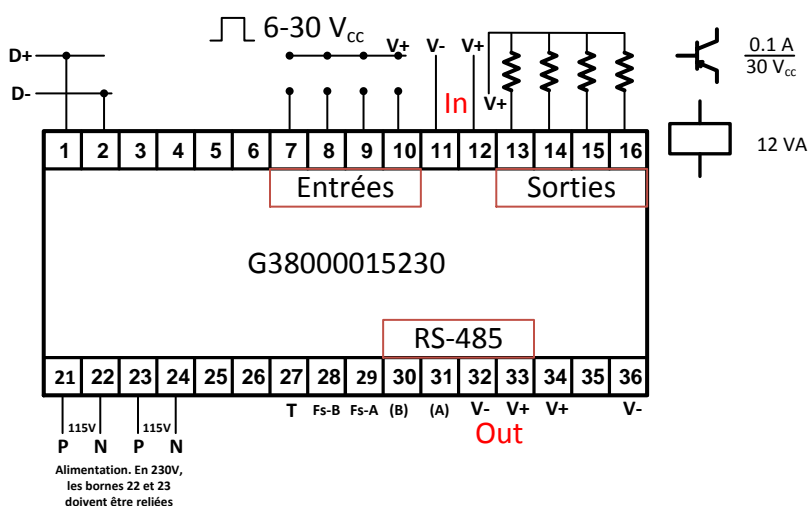 6-30 Vcc
D+
V+ V- V+
0.1 A
30 Vcc
D-
In
V+
12 VA
1 2 3 4 5 6 7 8 9 10 11 12 13 14 15 16
Entrées
Sorties
G38000015230
RS-485
21 22 23 24 25 26 27 28 29 30 31 32 33 34 35 36
T Fs-B Fs-A (B) (A) V- V+ V+ V-
115V 115V
P N P N
Out
Alimentation. En 230V,
les bornes 22 et 23
doivent être reliées